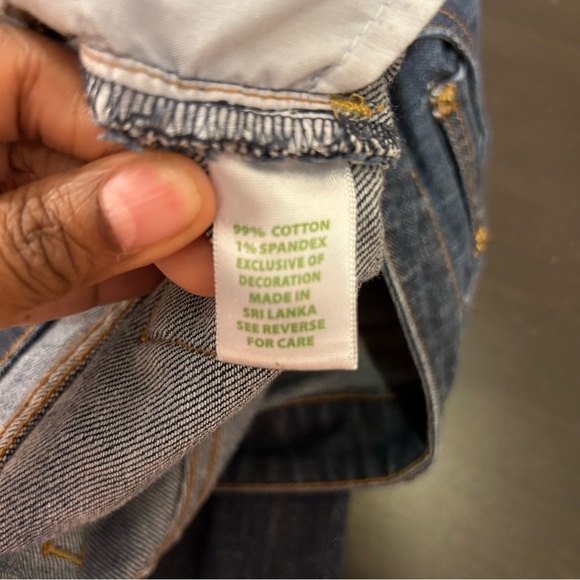 99% COTTON
1% SPANDEX
EXCLUSIVE OF
DECORATION
MADE IN
SRI LANKA
SEE REVERSE
FOR CARE